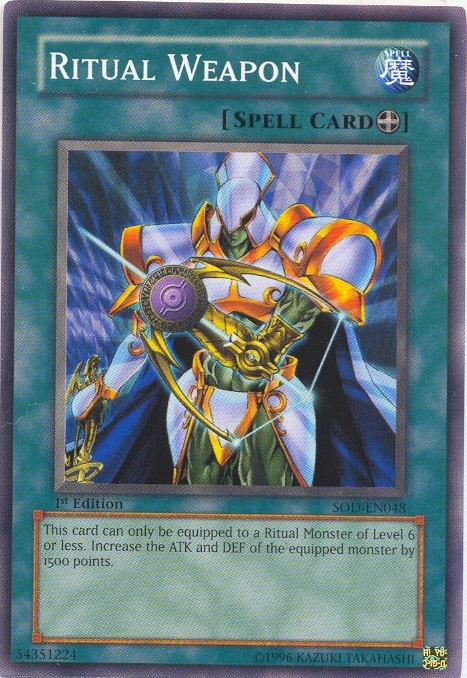 RITUAL WEAPON
SPELL
魔
[SPELL CARD]
1st Edition
SOD-EN048
This card can only be equipped to a Ritual Monster of Level 6
or less. Increase the ATK and DEF of the equipped monster by
1500 points.
54351224
©1996 KAZUKI TAKAHASHI